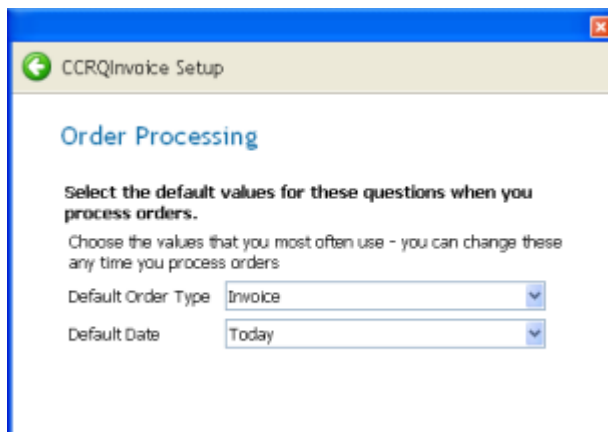 CCRQInvoice Setup
Order Processing
Select the default values for these questions when you
process orders.
Choose the values that you most often use - you can change these
any time you process orders
Default Order Type Invoice
Default Date Today